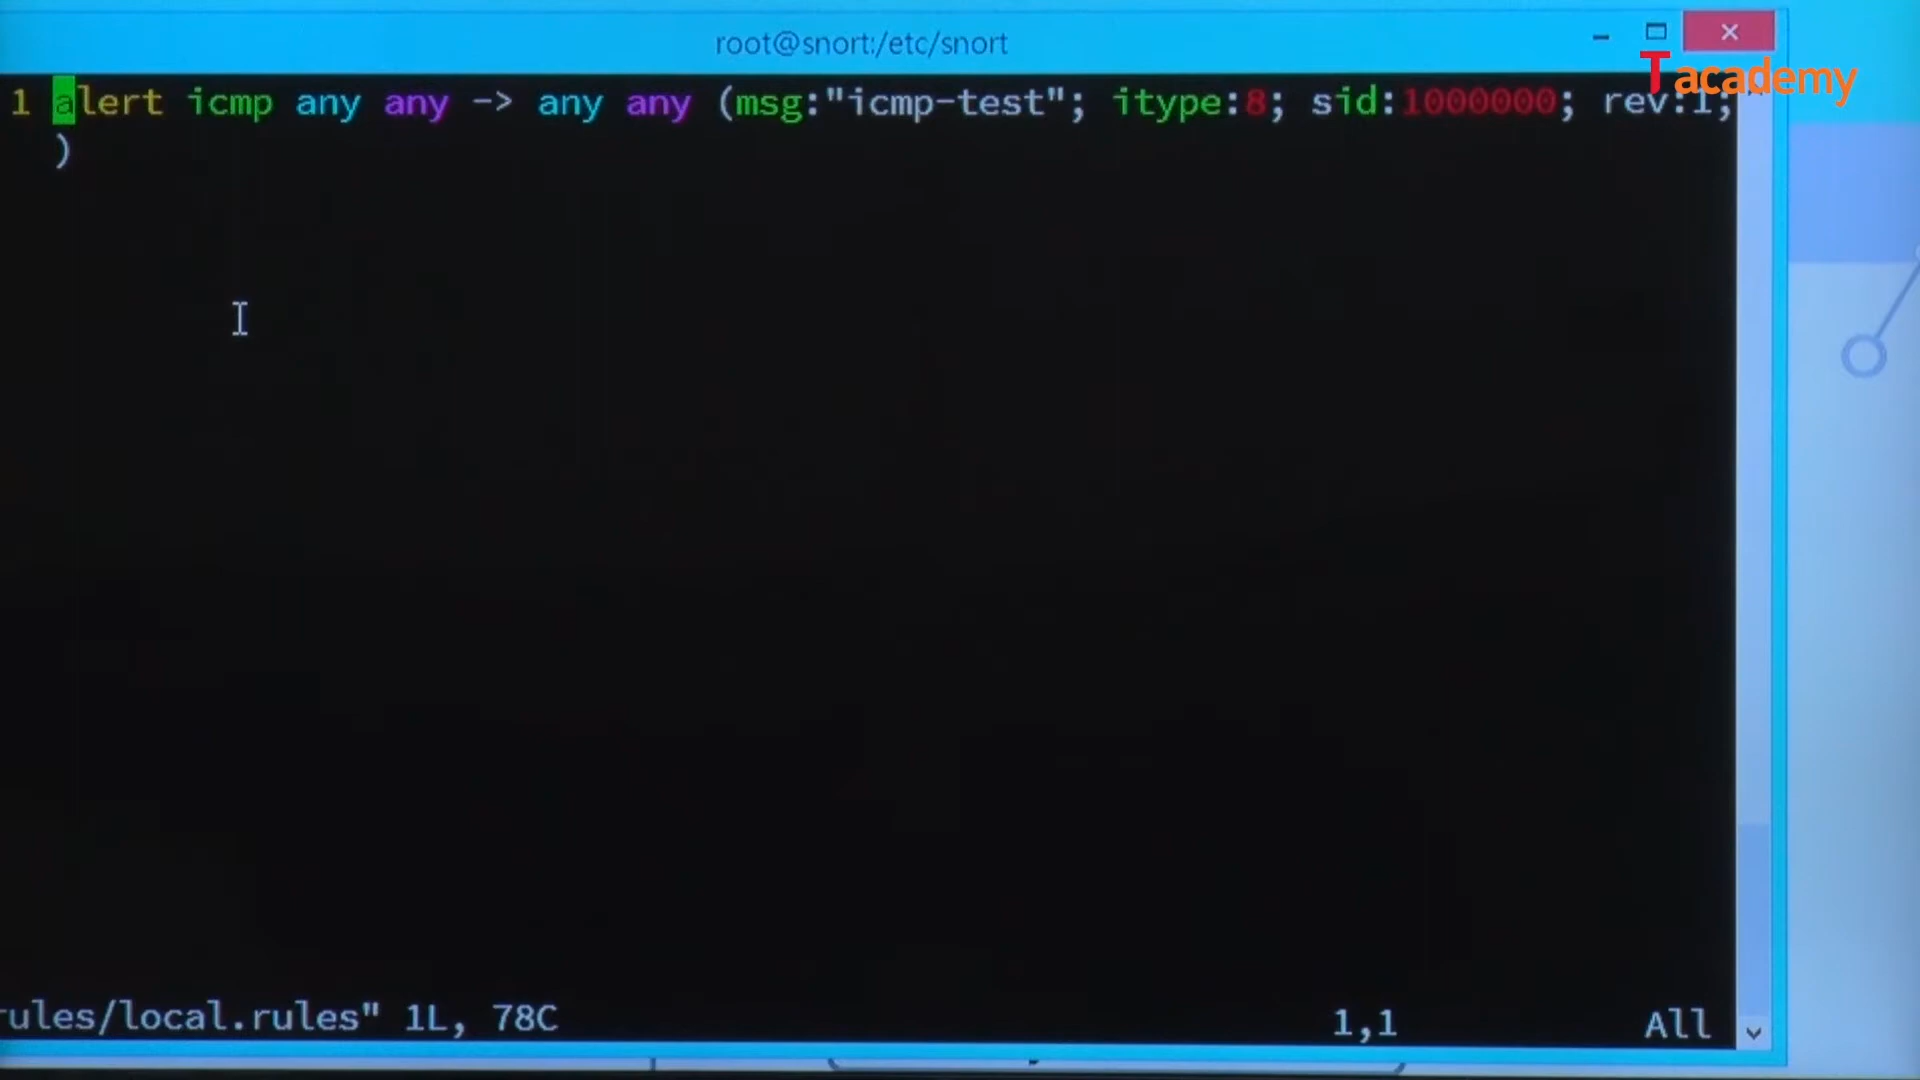 root@snort:/etc/snort
Tacademy
1 alert icmp any any -> any any (msg:"icmp-test"; itype:8; sid:1000000; rev:1;
)
rules/local.rules" 1L, 78C 1,1 All